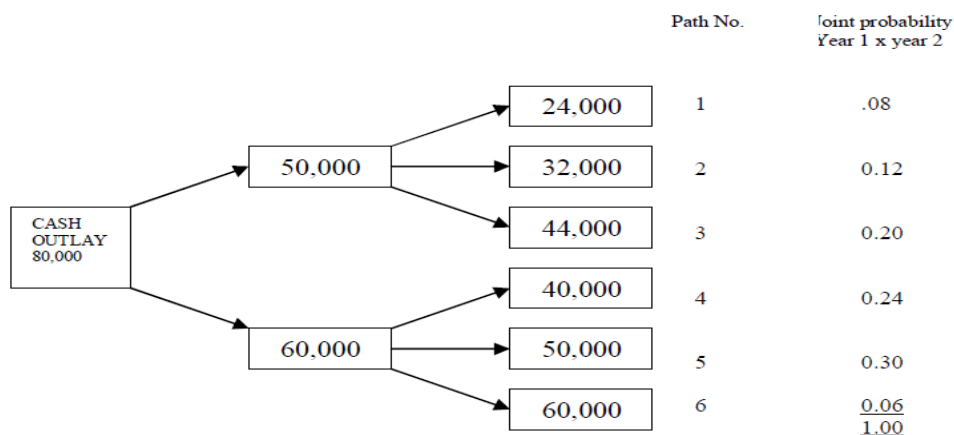 Path No. Joint probability
Year 1 x year 2
24,000 1 .08
50,000 32,000 2 0.12
CASH
OUTLAY
80,000
44,000 3 0.20
40,000 4 0.24
60,000 50,000 5 0.30
60,000 6 0.06
1.00